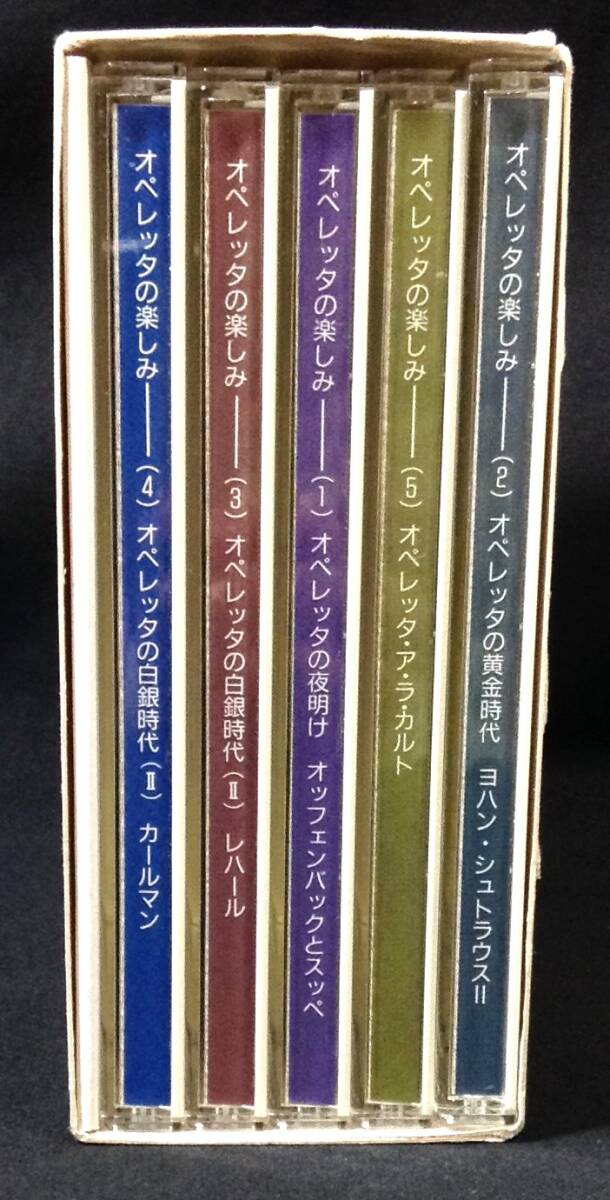 オペレッタの楽しみ──(4) オペレッタの白銀時代(Ⅱ) カールマン
オペレッタの楽しみ──(3) オペレッタの白銀時代(Ⅱ) レハール
オペレッタの楽しみ──(1) オペレッタの夜明け オッフェンバックとスッペ
オペレッタの楽しみ──(5) オペレッタ・ア・ラ・カルト
オペレッタの楽しみ──(2) オペレッタの黄金時代 ヨハン・シュトラウスⅡ